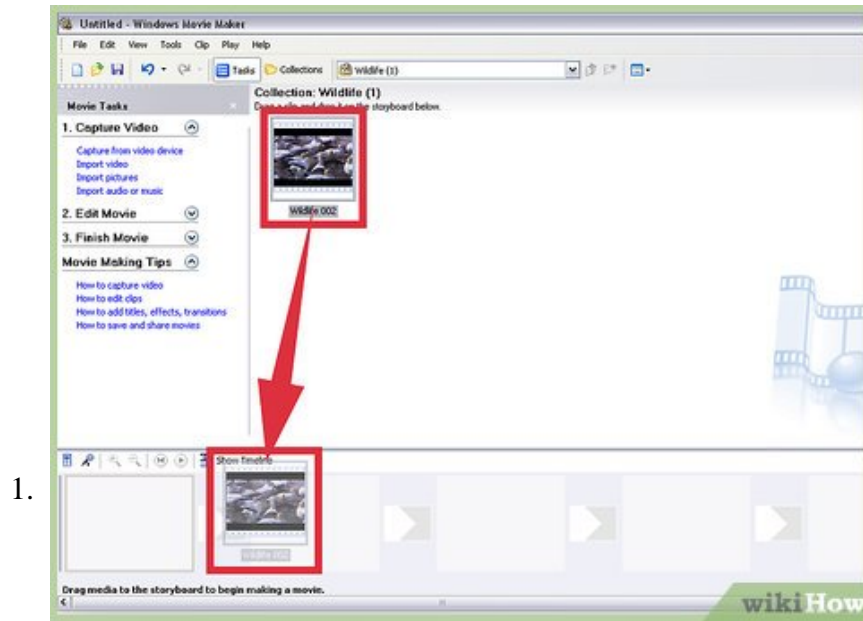 Untitled - Windows Movie Maker
File Edit View Tools Clip Play Help
Tasks Collections Wildlife (1)
Movie Tasks
Collection: Wildlife (1)
Drag a clip and drop it on the storyboard below.
1. Capture Video
Capture from video device
Import video
Import pictures
Import audio or music
2. Edit Movie
3. Finish Movie
Movie Making Tips
How to capture video
How to edit clips
How to add titles, effects, transitions
How to save and share movies
Wildlife 002
Show Timeline
1.
Wildlife 002
Drag media to the storyboard to begin making a movie.
wikiHow